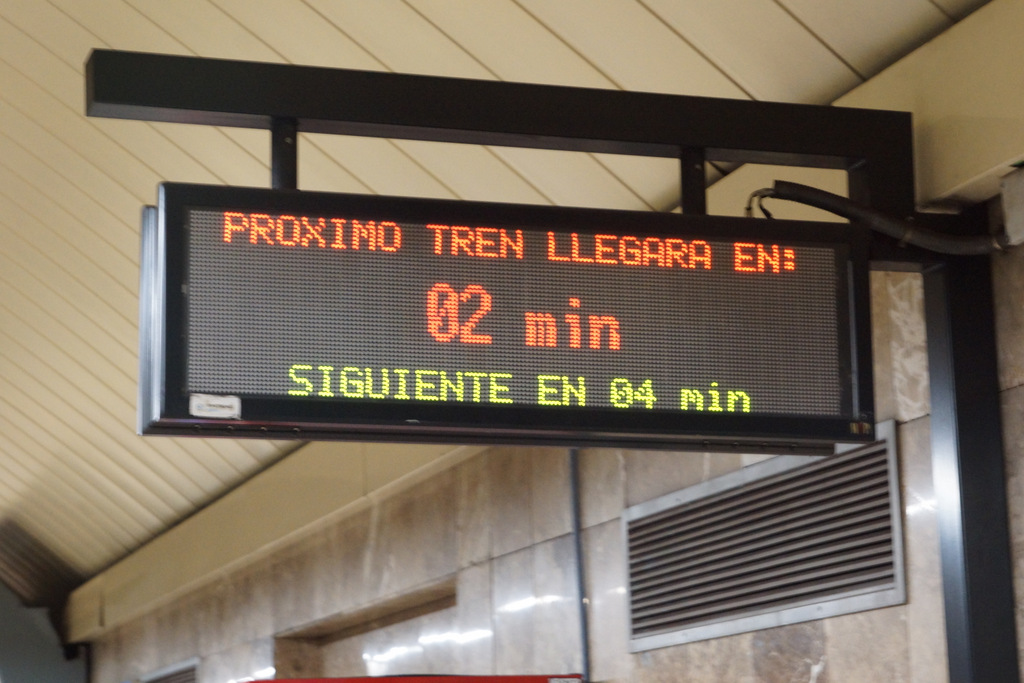 PROXIMO TREN LLEGARA EN:
02 min
SIGUIENTE EN 04 min